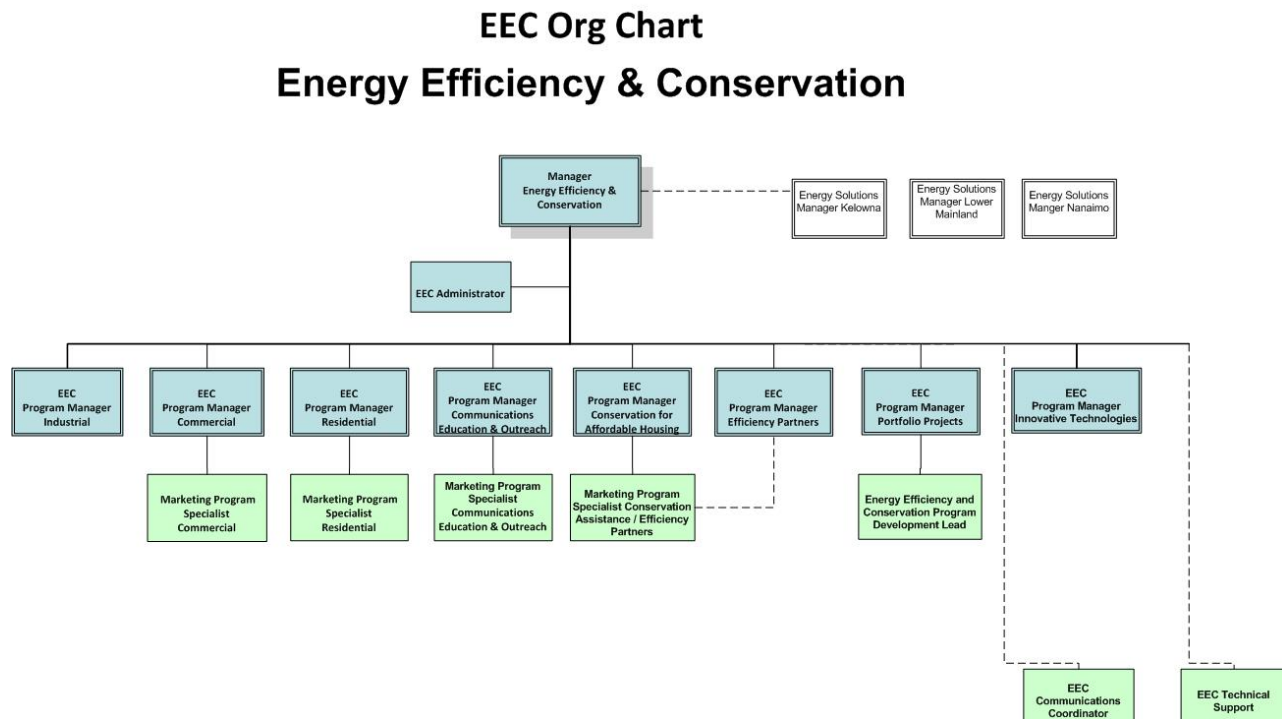 EEC Org Chart
Energy Efficiency & Conservation
Manager
Energy Efficiency &
Conservation
Energy Solutions
Manager Kelowna
Energy Solutions
Manager Lower
Mainland
Energy Solutions
Manger Nanaimo
EEC Administrator
EEC
Program Manager
Industrial
EEC
Program Manager
Commercial
EEC
Program Manager
Residential
EEC
Program Manager
Communications
Education & Outreach
EEC
Program Manager
Conservation for
Affordable Housing
EEC
Program Manager
Efficiency Partners
EEC
Program Manager
Portfolio Projects
EEC
Program Manager
Innovative Technologies
Marketing Program
Specialist
Commercial
Marketing Program
Specialist
Residential
Marketing Program
Specialist
Communications
Education & Outreach
Marketing Program
Specialist Conservation
Assistance / Efficiency
Partners
Energy Efficiency and
Conservation Program
Development Lead
EEC
Communications
Coordinator
EEC Technical
Support